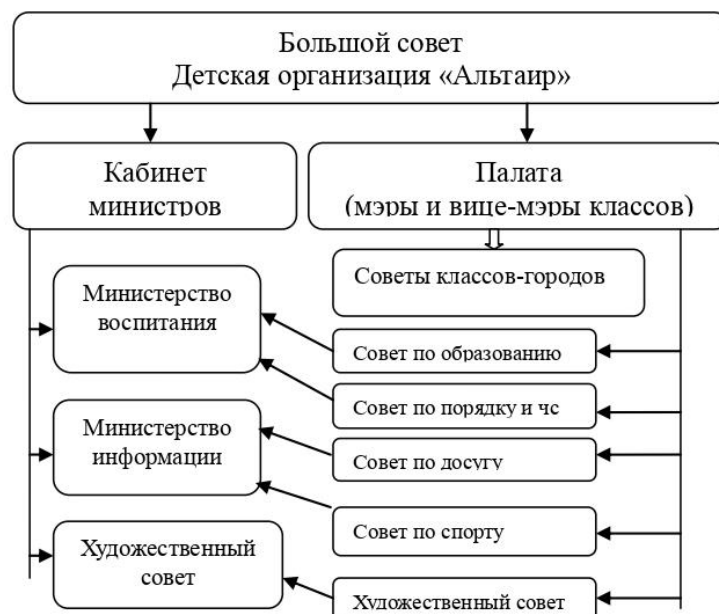 Большой совет
Детская организация «Альтаир»
Кабинет
министров
Палата
(мэры и вице-мэры классов)
Советы классов-городов
Министерство
воспитания
Совет по образованию
Совет по порядку и чс
Министерство
информации
Совет по досугу
Совет по спорту
Художественный
совет
Художественный совет